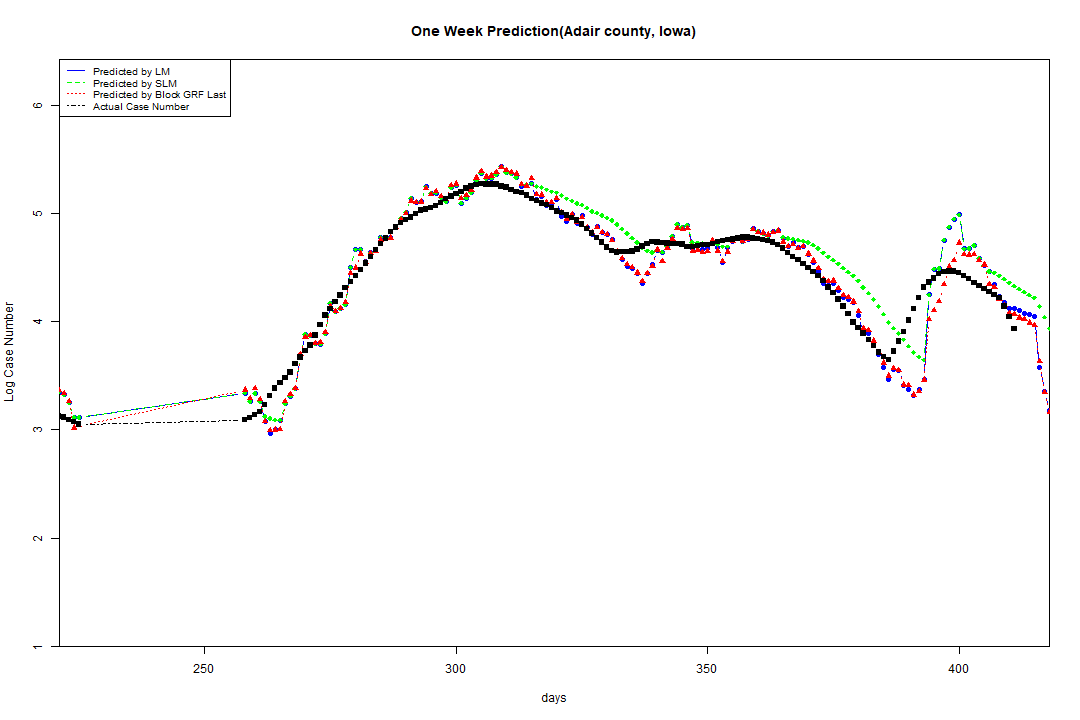 One Week Prediction(Adair county, Iowa)
Predicted by LM
Predicted by SLM
Predicted by Block GRF Last
Actual Case Number
6
5
4
3
2
1
Log Case Number
250 300 350 400
days